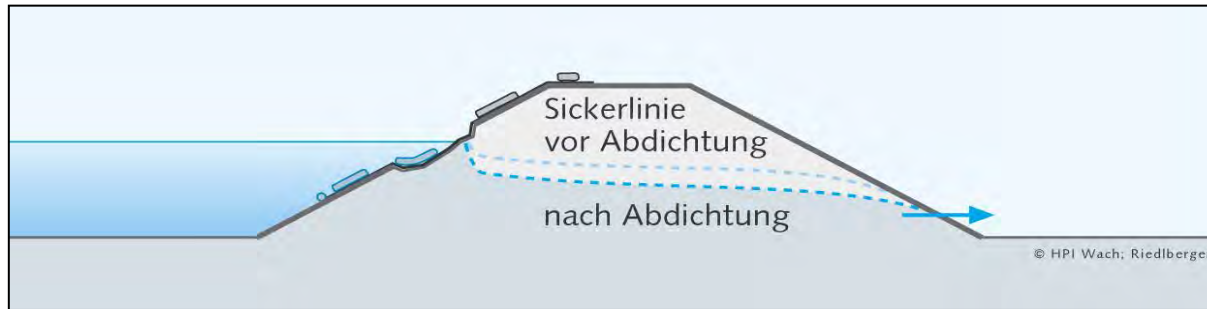 Sickerlinie
vor Abdichtung
nach Abdichtung
© HPI Wach; Riedlberger